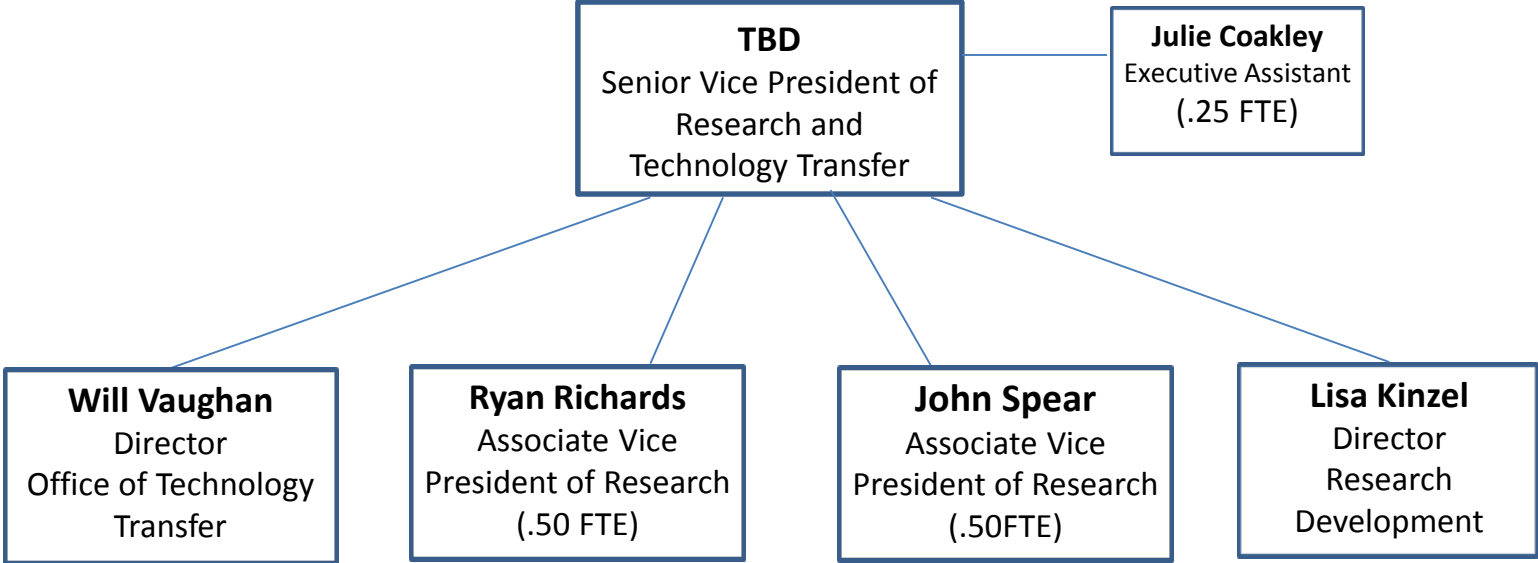 TBD
Senior Vice President of
Research and
Technology Transfer
Julie Coakley
Executive Assistant
(.25 FTE)
Will Vaughan
Director
Office of Technology
Transfer
Ryan Richards
Associate Vice
President of Research
(.50 FTE)
John Spear
Associate Vice
President of Research
(.50FTE)
Lisa Kinzel
Director
Research
Development